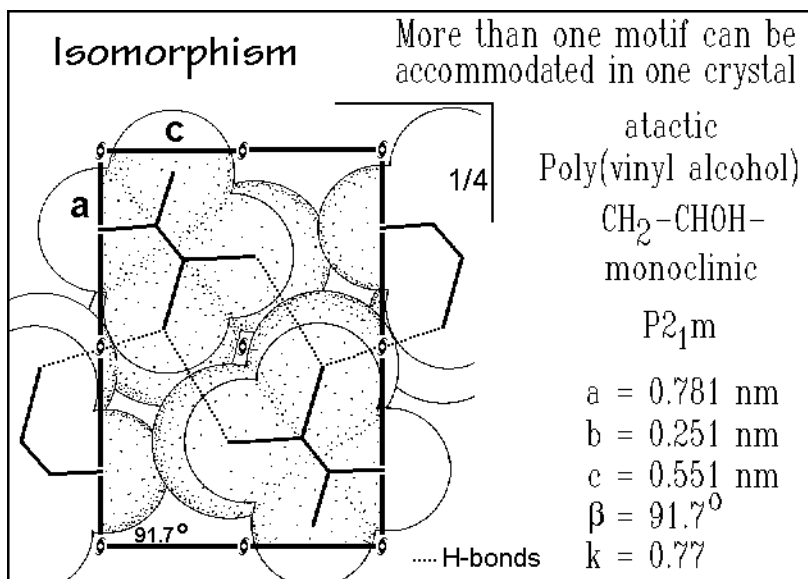 Isomorphism
More than one motif can be
accommodated in one crystal
c
a
1/4
atactic
Poly(vinyl alcohol)
CH₂-CHOH-
monoclinic
P2₁m
a = 0.781 nm
b = 0.251 nm
c = 0.551 nm
β = 91.7°
k = 0.77
91.7°
..... H-bonds